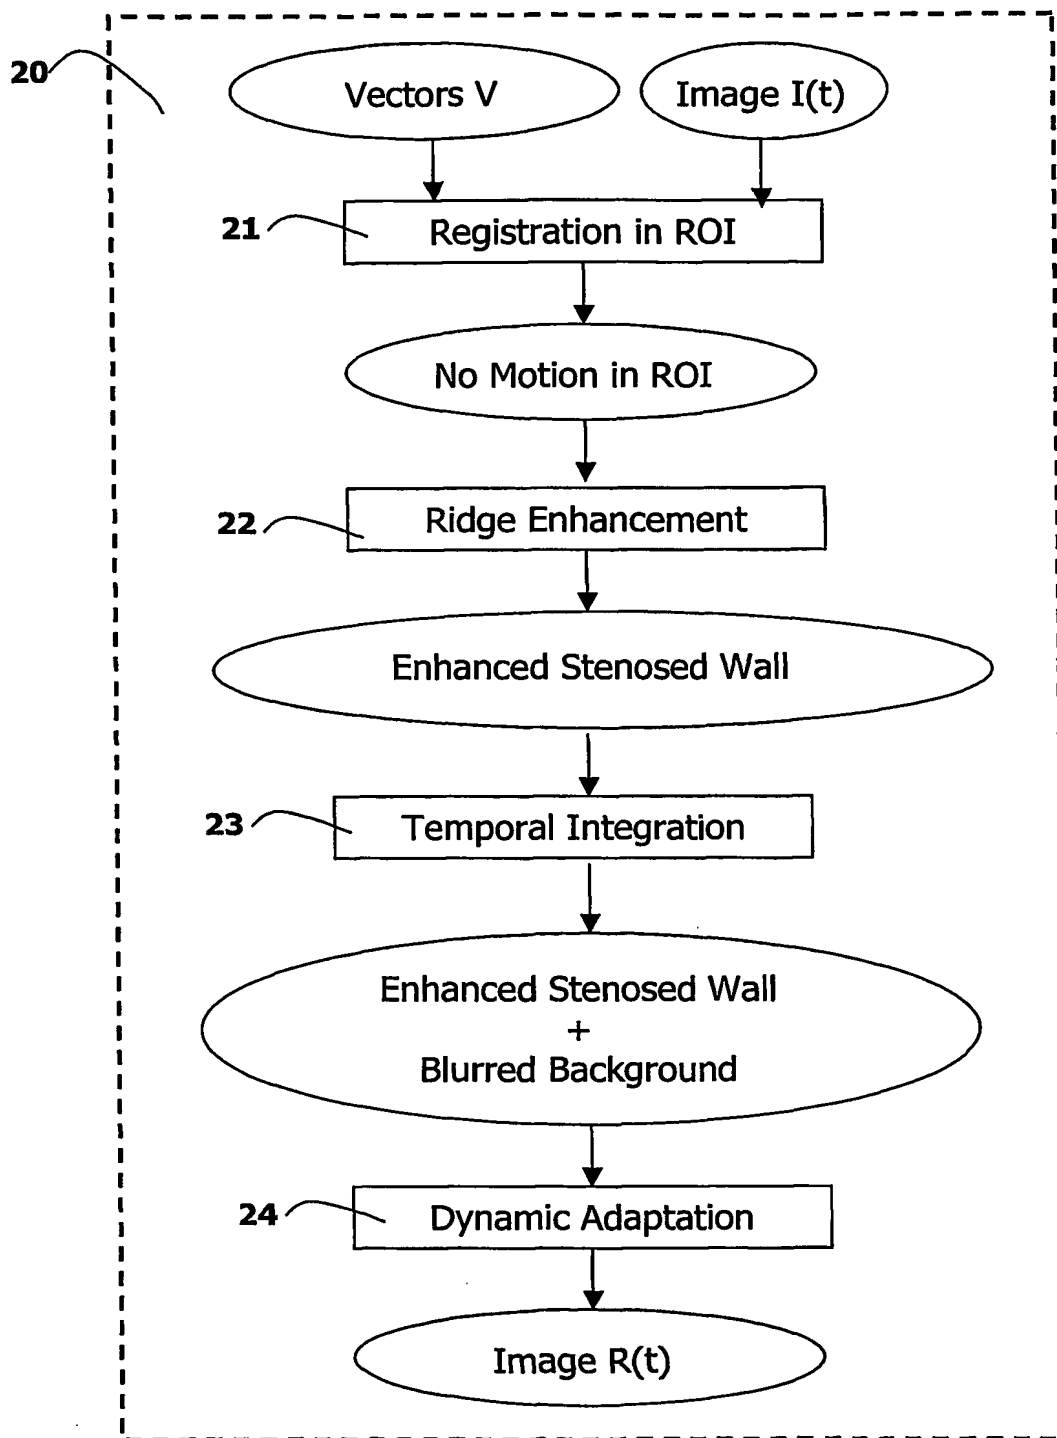 20
Vectors V
Image I(t)
21
Registration in ROI
No Motion in ROI
22
Ridge Enhancement
Enhanced Stenosed Wall
23
Temporal Integration
Enhanced Stenosed Wall
+
Blurred Background
24
Dynamic Adaptation
Image R(t)